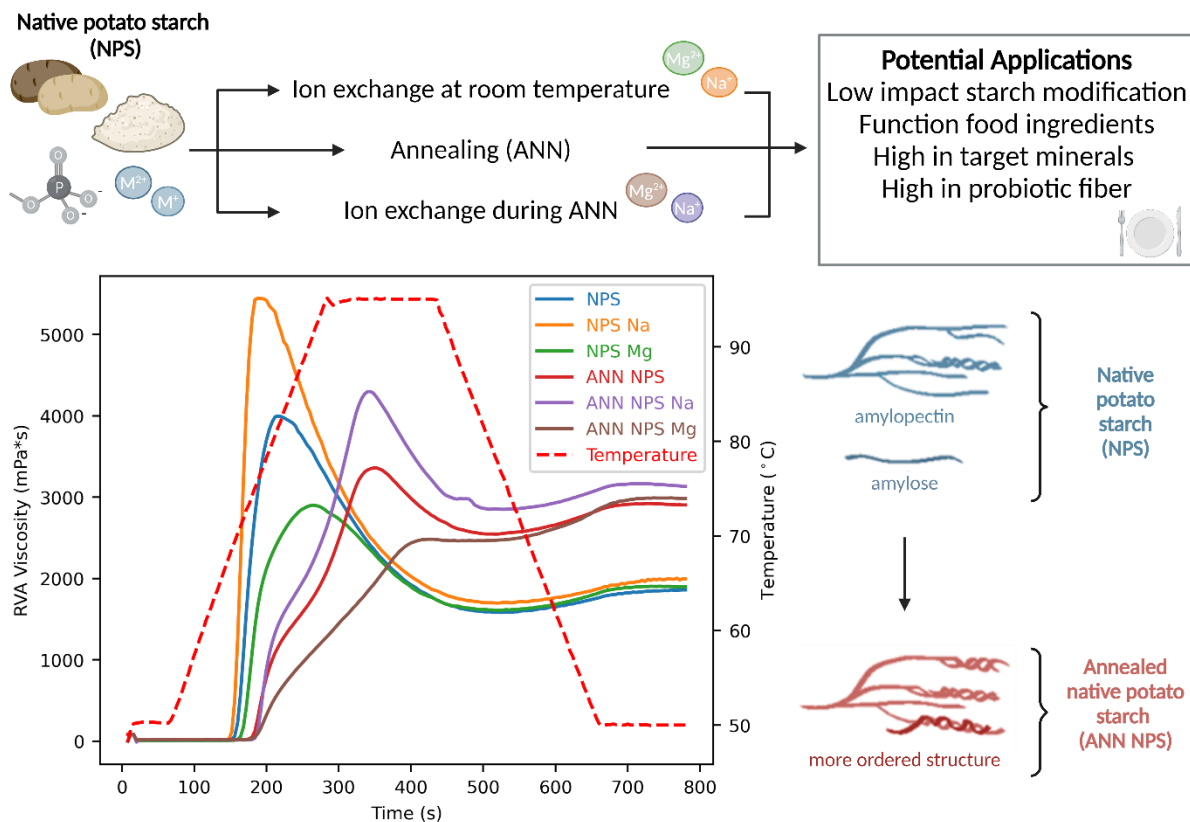 Native potato starch
(NPS)
Ion exchange at room temperature
Mg²⁺
Na⁺
Annealing (ANN)
Ion exchange during ANN
Mg²⁺
Na⁺
O
P
O
O⁻
O⁻
M²⁺
M⁺
Potential Applications
Low impact starch modification
Function food ingredients
High in target minerals
High in probiotic fiber
RVA Viscosity (mPa*s)
5000
4000
3000
2000
1000
0
NPS
NPS Na
NPS Mg
ANN NPS
ANN NPS Na
ANN NPS Mg
Temperature
90
80
70
60
50
Temperature (°C)
0 100 200 300 400 500 600 700 800
Time (s)
amylopectin
amylose
Native
potato
starch
(NPS)
more ordered structure
Annealed
native potato
starch
(ANN NPS)